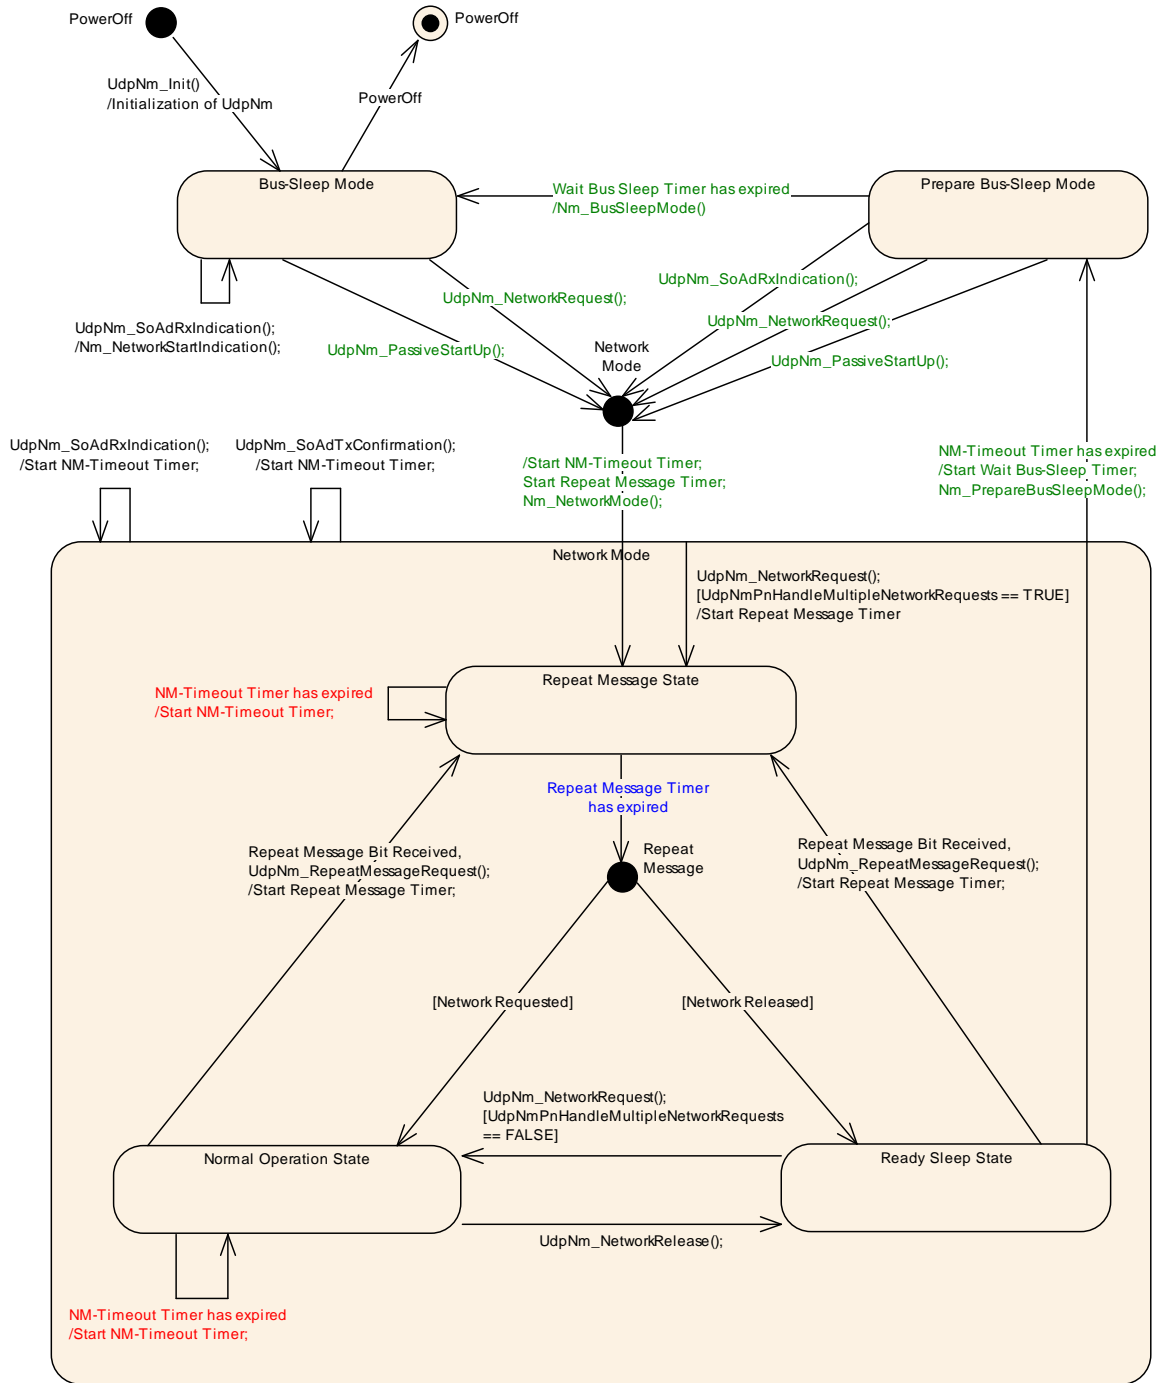 PowerOff
PowerOff
UdpNm_Init()
/Initialization of UdpNm
PowerOff
Bus-Sleep Mode
Wait Bus Sleep Timer has expired
/Nm_BusSleepMode()
Prepare Bus-Sleep Mode
UdpNm_SoAdRxIndication();
/Nm_NetworkStartIndication();
UdpNm_NetworkRequest();
UdpNm_PassiveStartUp();
UdpNm_SoAdRxIndication();
UdpNm_NetworkRequest();
UdpNm_PassiveStartUp();
Network
Mode
UdpNm_SoAdRxIndication();
/Start NM-Timeout Timer;
UdpNm_SoAdTxConfirmation();
/Start NM-Timeout Timer;
/Start NM-Timeout Timer;
Start Repeat Message Timer;
Nm_NetworkMode();
NM-Timeout Timer has expired
/Start Wait Bus-Sleep Timer;
Nm_PrepareBusSleepMode();
Network Mode
UdpNm_NetworkRequest();
[UdpNmPnHandleMultipleNetworkRequests == TRUE]
/Start Repeat Message Timer
Repeat Message State
NM-Timeout Timer has expired
/Start NM-Timeout Timer;
Repeat Message Timer
has expired
Repeat
Message
Repeat Message Bit Received,
UdpNm_RepeatMessageRequest();
/Start Repeat Message Timer;
Repeat Message Bit Received,
UdpNm_RepeatMessageRequest();
/Start Repeat Message Timer;
[Network Requested]
[Network Released]
UdpNm_NetworkRequest();
[UdpNmPnHandleMultipleNetworkRequests
== FALSE]
Normal Operation State
Ready Sleep State
UdpNm_NetworkRelease();
NM-Timeout Timer has expired
/Start NM-Timeout Timer;